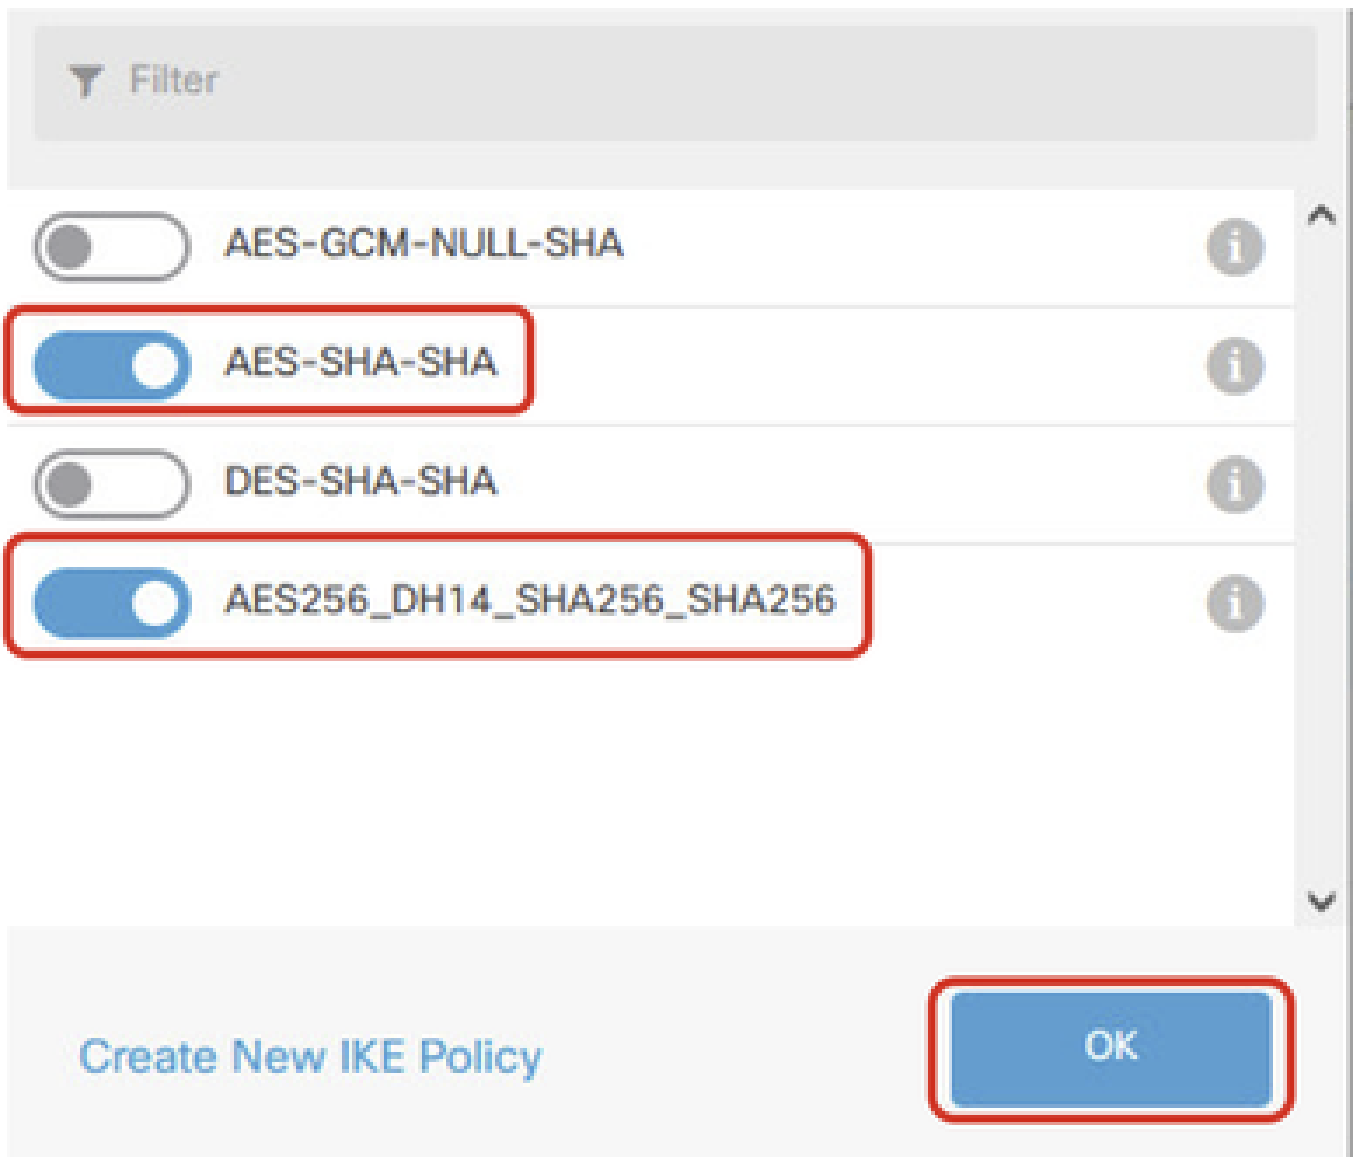 Filter
AES-GCM-NULL-SHA
AES-SHA-SHA
DES-SHA-SHA
AES256_DH14_SHA256_SHA256
Create New IKE Policy
OK